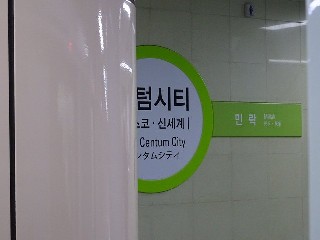 텀시티
스코·신세계
Centum City
ンタムシティ
민락